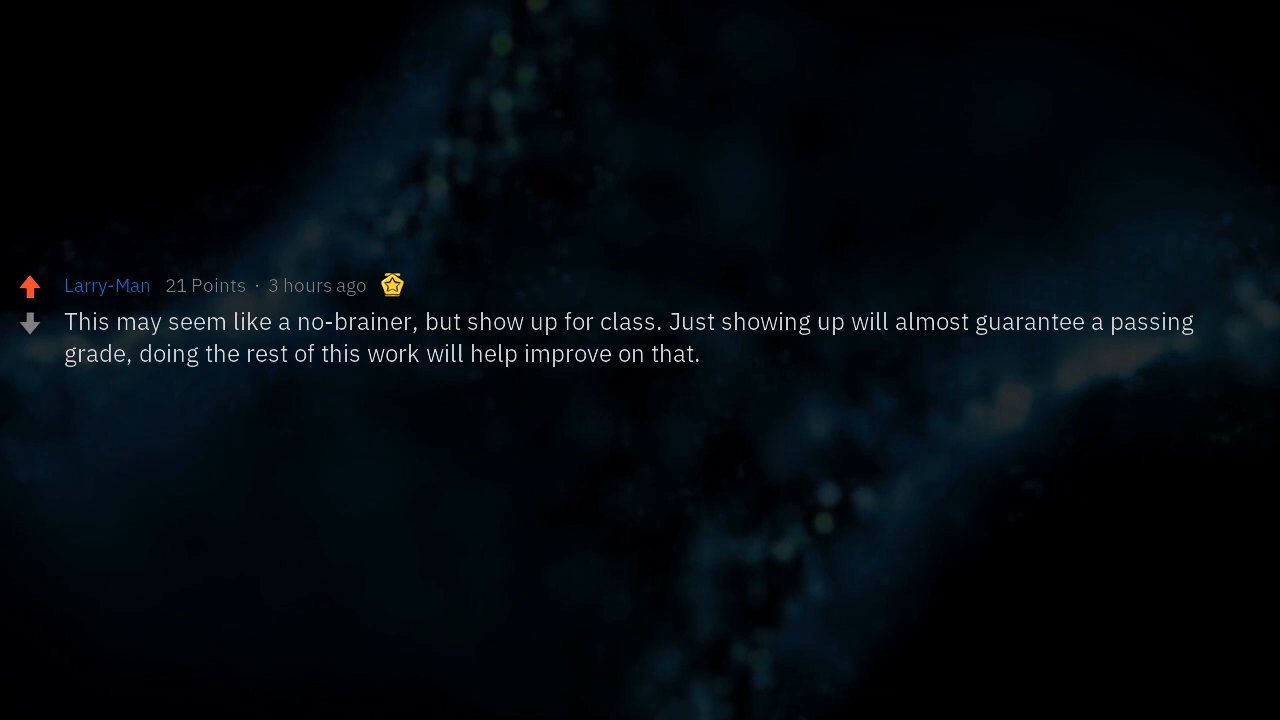 Larry-Man 21 Points · 3 hours ago
This may seem like a no-brainer, but show up for class. Just showing up will almost guarantee a passing
grade, doing the rest of this work will help improve on that.